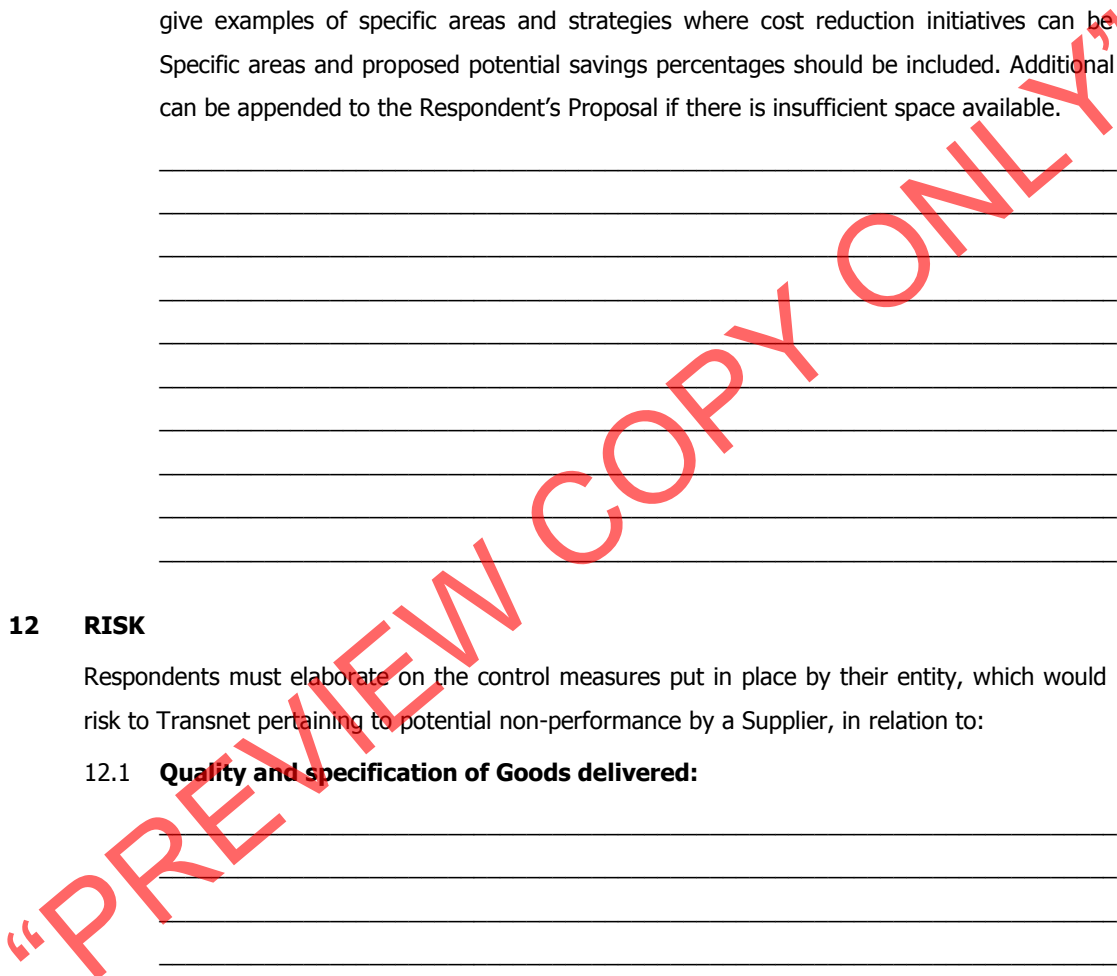 give examples of specific areas and strategies where cost reduction initiatives can be
Specific areas and proposed potential savings percentages should be included. Additional
can be appended to the Respondent’s Proposal if there is insufficient space available.
12 RISK
Respondents must elaborate on the control measures put in place by their entity, which would
risk to Transnet pertaining to potential non-performance by a Supplier, in relation to:
12.1 Quality and specification of Goods delivered:
“PREVIEW COPY ONLY”